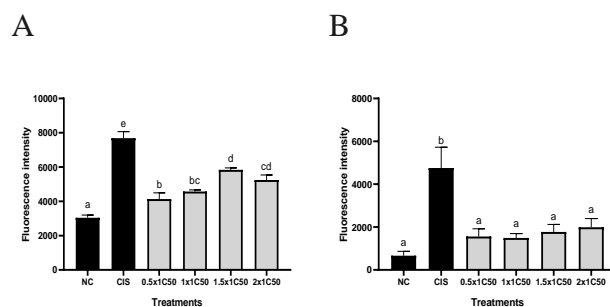 A
B
Fluorescence intensity
10000
8000
6000
4000
2000
0
a
e
b
bc
d
cd
NC
CIS
0.5x1C50
1x1C50
1.5x1C50
2x1C50
Treatments
Fluorescence intensity
8000
6000
4000
2000
0
a
b
a
a
a
a
NC
CIS
0.5x1C50
1x1C50
1.5x1C50
2x1C50
Treatments